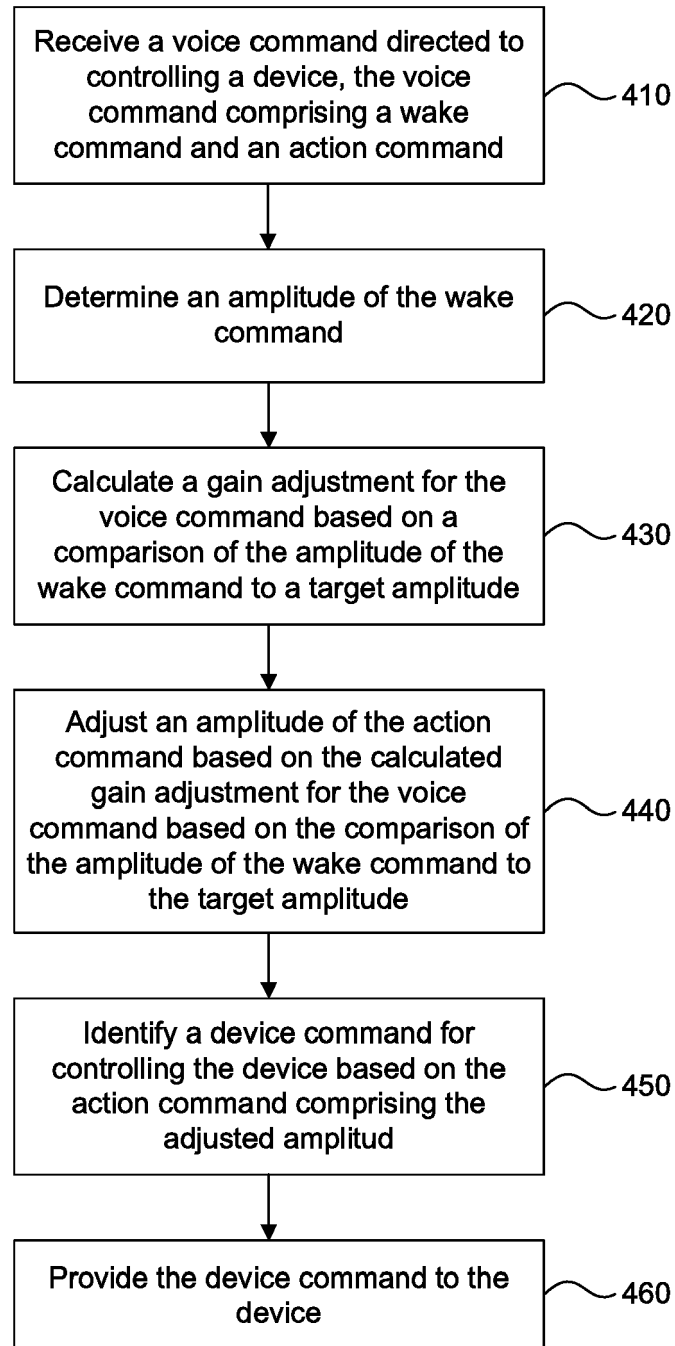 Receive a voice command directed to
controlling a device, the voice
command comprising a wake
command and an action command
410
Determine an amplitude of the wake
command
420
Calculate a gain adjustment for the
voice command based on a
comparison of the amplitude of the
wake command to a target amplitude
430
Adjust an amplitude of the action
command based on the calculated
gain adjustment for the voice
command based on the comparison of
the amplitude of the wake command to
the target amplitude
440
Identify a device command for
controlling the device based on the
action command comprising the
adjusted amplitud
450
Provide the device command to the
device
460